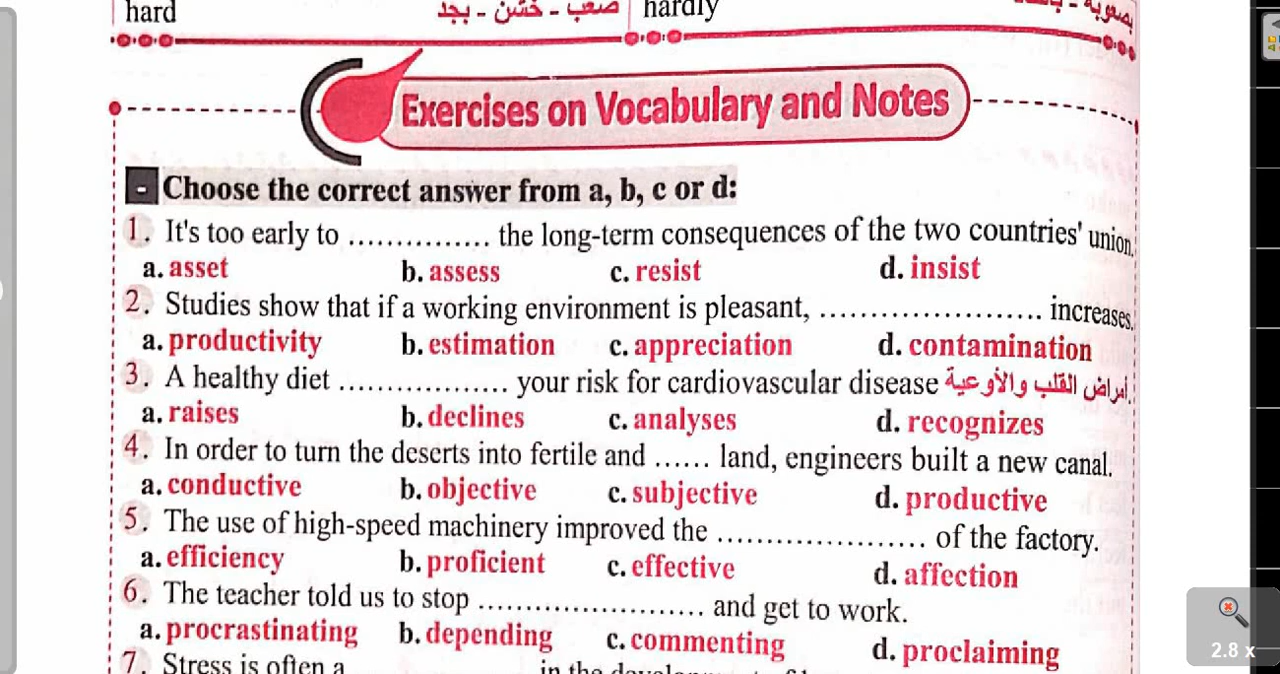 hard صعب - خشن - بجد hardly
Exercises on Vocabulary and Notes
- Choose the correct answer from a, b, c or d:
1. It's too early to ............... the long-term consequences of the two countries' union.
a. asset b. assess c. resist d. insist
2. Studies show that if a working environment is pleasant, ...................... increases.
a. productivity b. estimation c. appreciation d. contamination
3. A healthy diet ................. your risk for cardiovascular disease أمراض القلب والأوعية.
a. raises b. declines c. analyses d. recognizes
4. In order to turn the deserts into fertile and ...... land, engineers built a new canal.
a. conductive b. objective c. subjective d. productive
5. The use of high-speed machinery improved the ..................... of the factory.
a. efficiency b. proficient c. effective d. affection
6. The teacher told us to stop ....................... and get to work.
a. procrastinating b. depending c. commenting d. proclaiming
7. Stress is often a in the
2.8 x